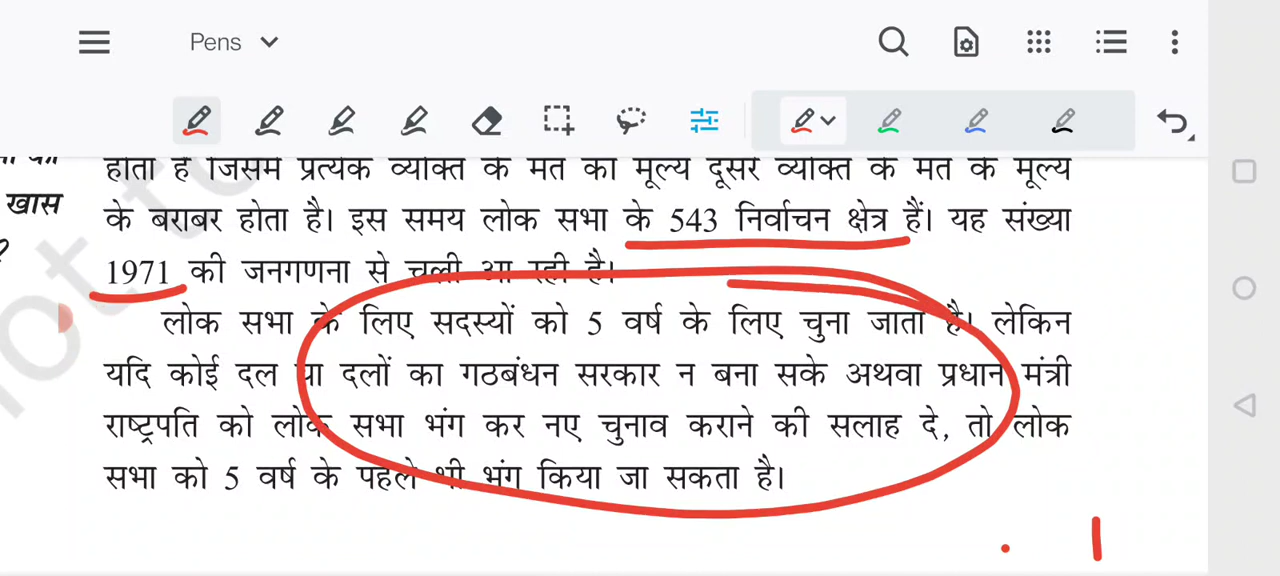 Pens
होता है जिसमें प्रत्येक व्यक्ति के मत का मूल्य दूसरे व्यक्ति के मत के मूल्य
खास
के बराबर होता है। इस समय लोक सभा के 543 निर्वाचन क्षेत्र हैं। यह संख्या
1971 की जनगणना से चली आ रही है।
लोक सभा के लिए सदस्यों को 5 वर्ष के लिए चुना जाता है। लेकिन
यदि कोई दल या दलों का गठबंधन सरकार न बना सके अथवा प्रधान मंत्री
राष्ट्रपति को लोक सभा भंग कर नए चुनाव कराने की सलाह दे, तो लोक
सभा को 5 वर्ष के पहले भी भंग किया जा सकता है।